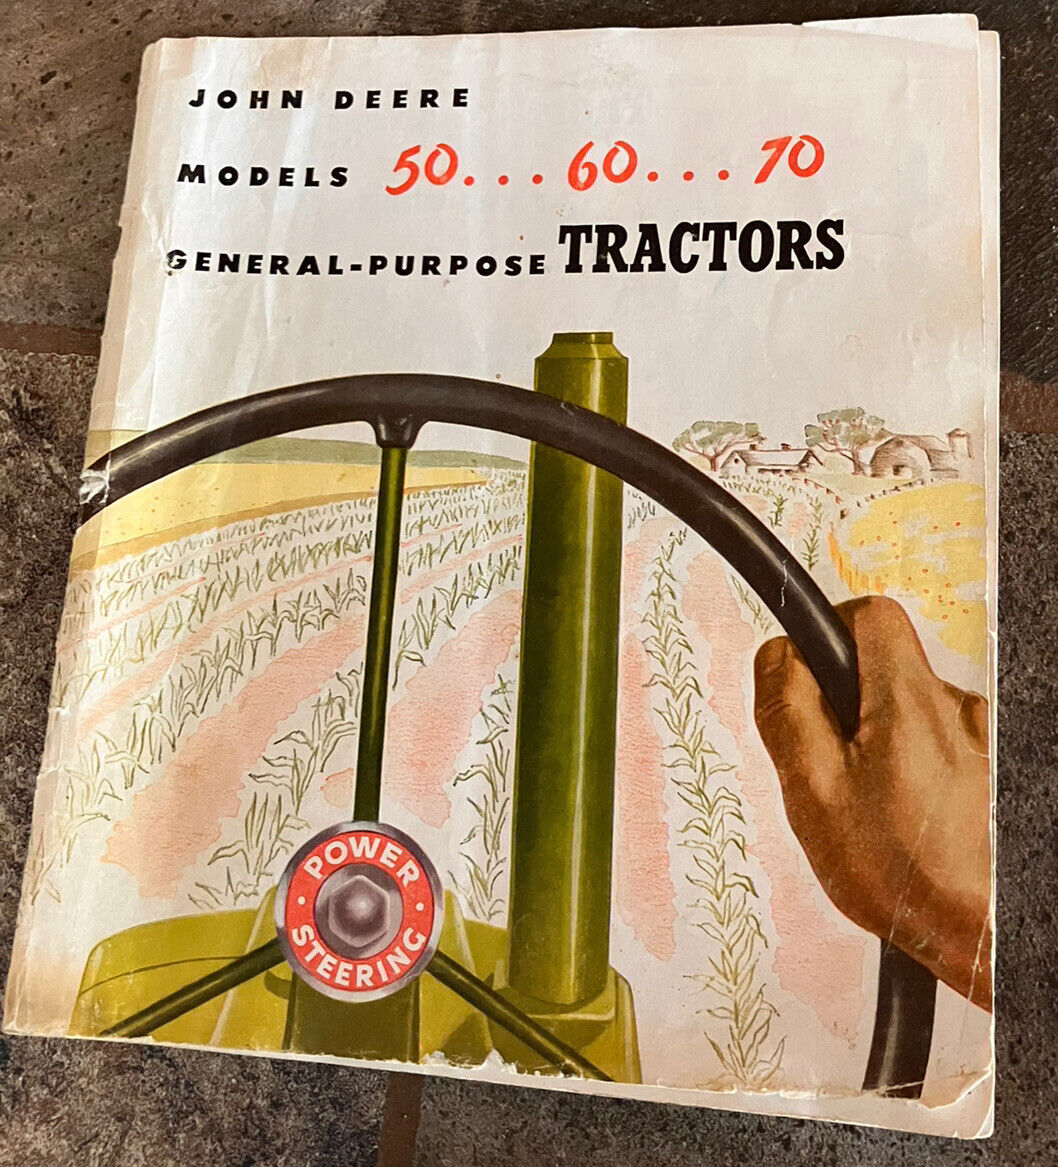 JOHN DEERE
MODELS 50...60...70
GENERAL-PURPOSE TRACTORS
POWER
STEERING